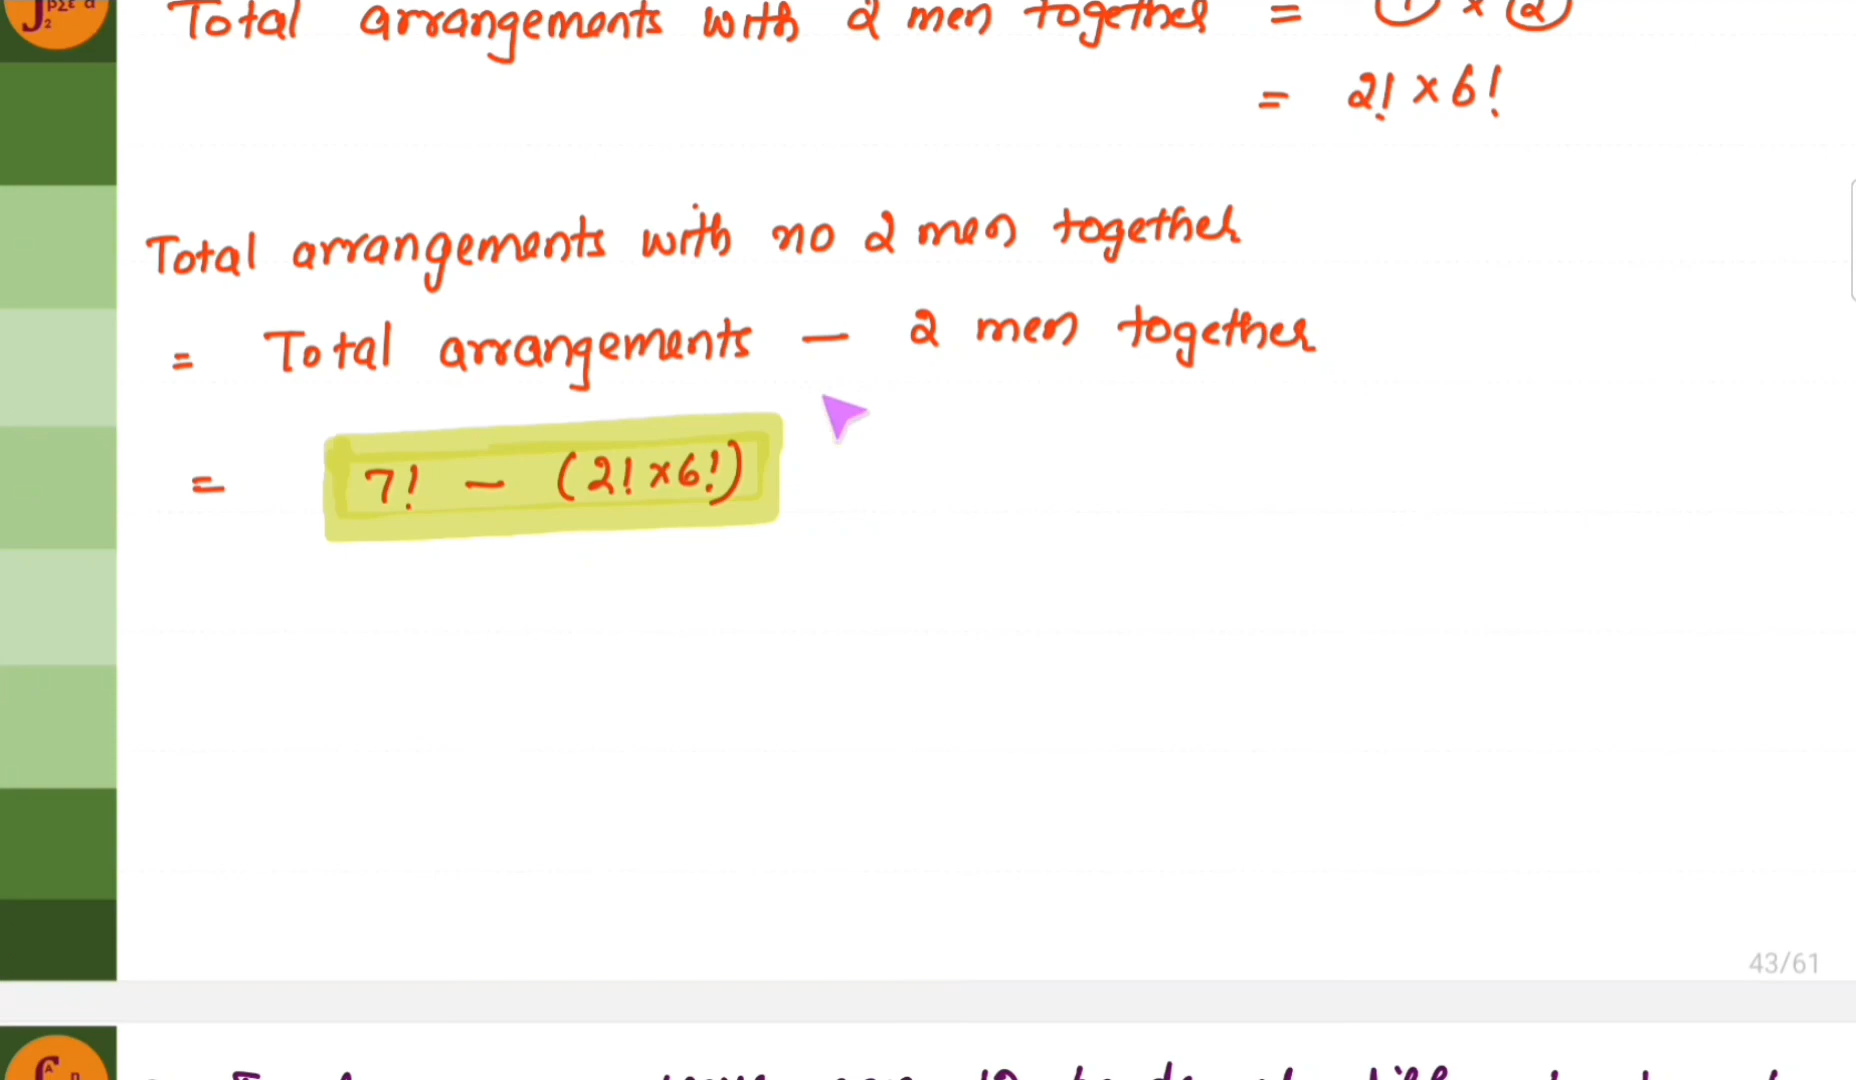 Total arrangements with 2 men together = ① × ②
= 2! × 6!
Total arrangements with no 2 men together
= Total arrangements — 2 men together
= 7! — (2! × 6!)
43/61